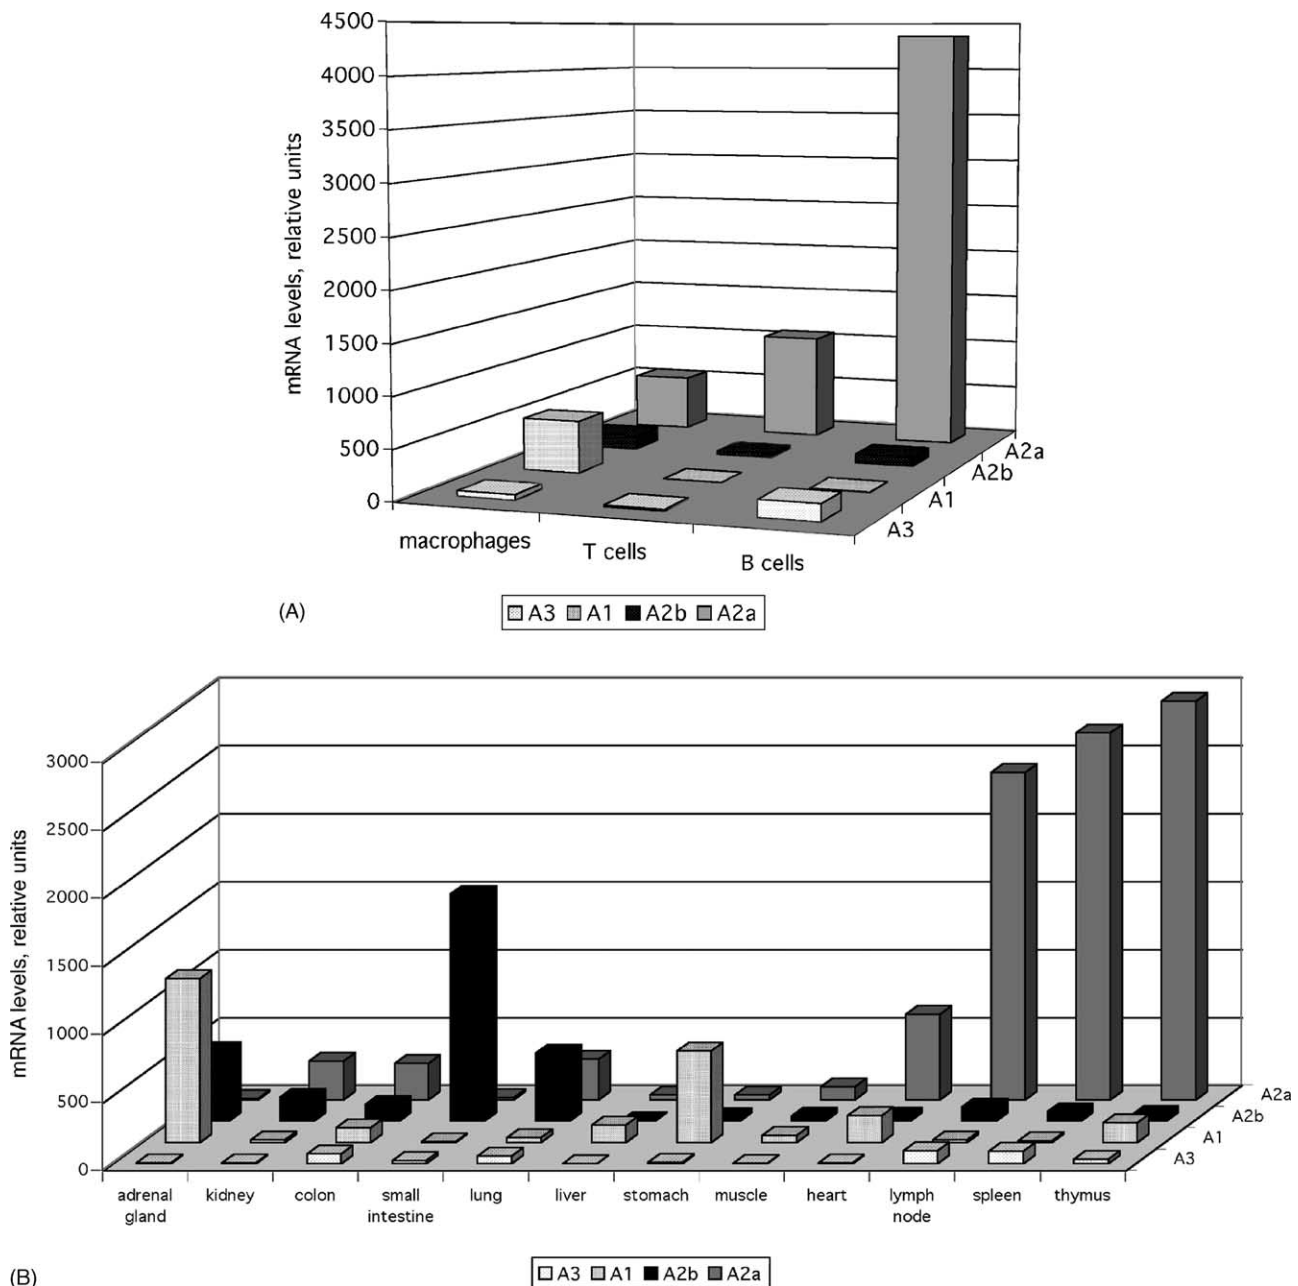 4500
4000
3500
3000
2500
2000
1500
1000
500
0
mRNA levels, relative units
macrophages
T cells
B cells
A3
A1
A2b
A2a
(A)
A3 A1 A2b A2a
3000
2500
2000
1500
1000
500
0
mRNA levels, relative units
A2a
A2b
A1
A3
adrenal kidney colon small lung liver stomach muscle heart lymph spleen thymus
gland intestine node
(B)
A3 A1 A2b A2a